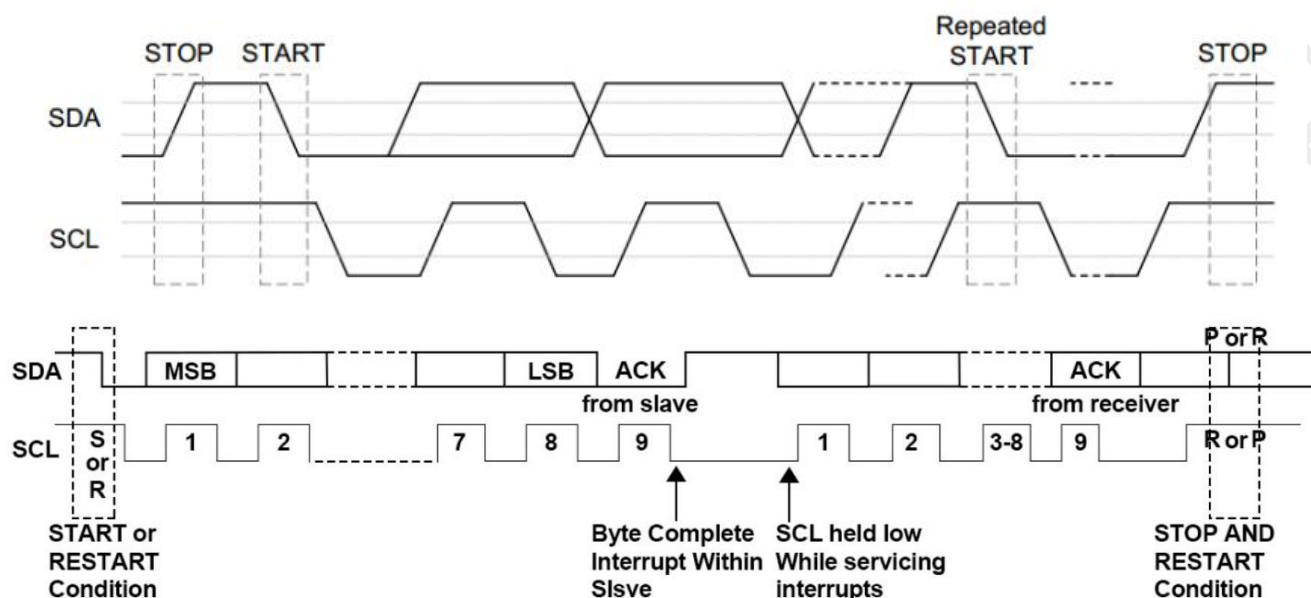 Repeated
STOP START START STOP
SDA
SCL
P or R
SDA MSB LSB ACK ACK
from slave from receiver
SCL S or R 1 2 7 8 9 1 2 3-8 9 R or P
START or RESTART Condition
Byte Complete Interrupt Within Slsve
SCL held low While servicing interrupts
STOP AND RESTART Condition